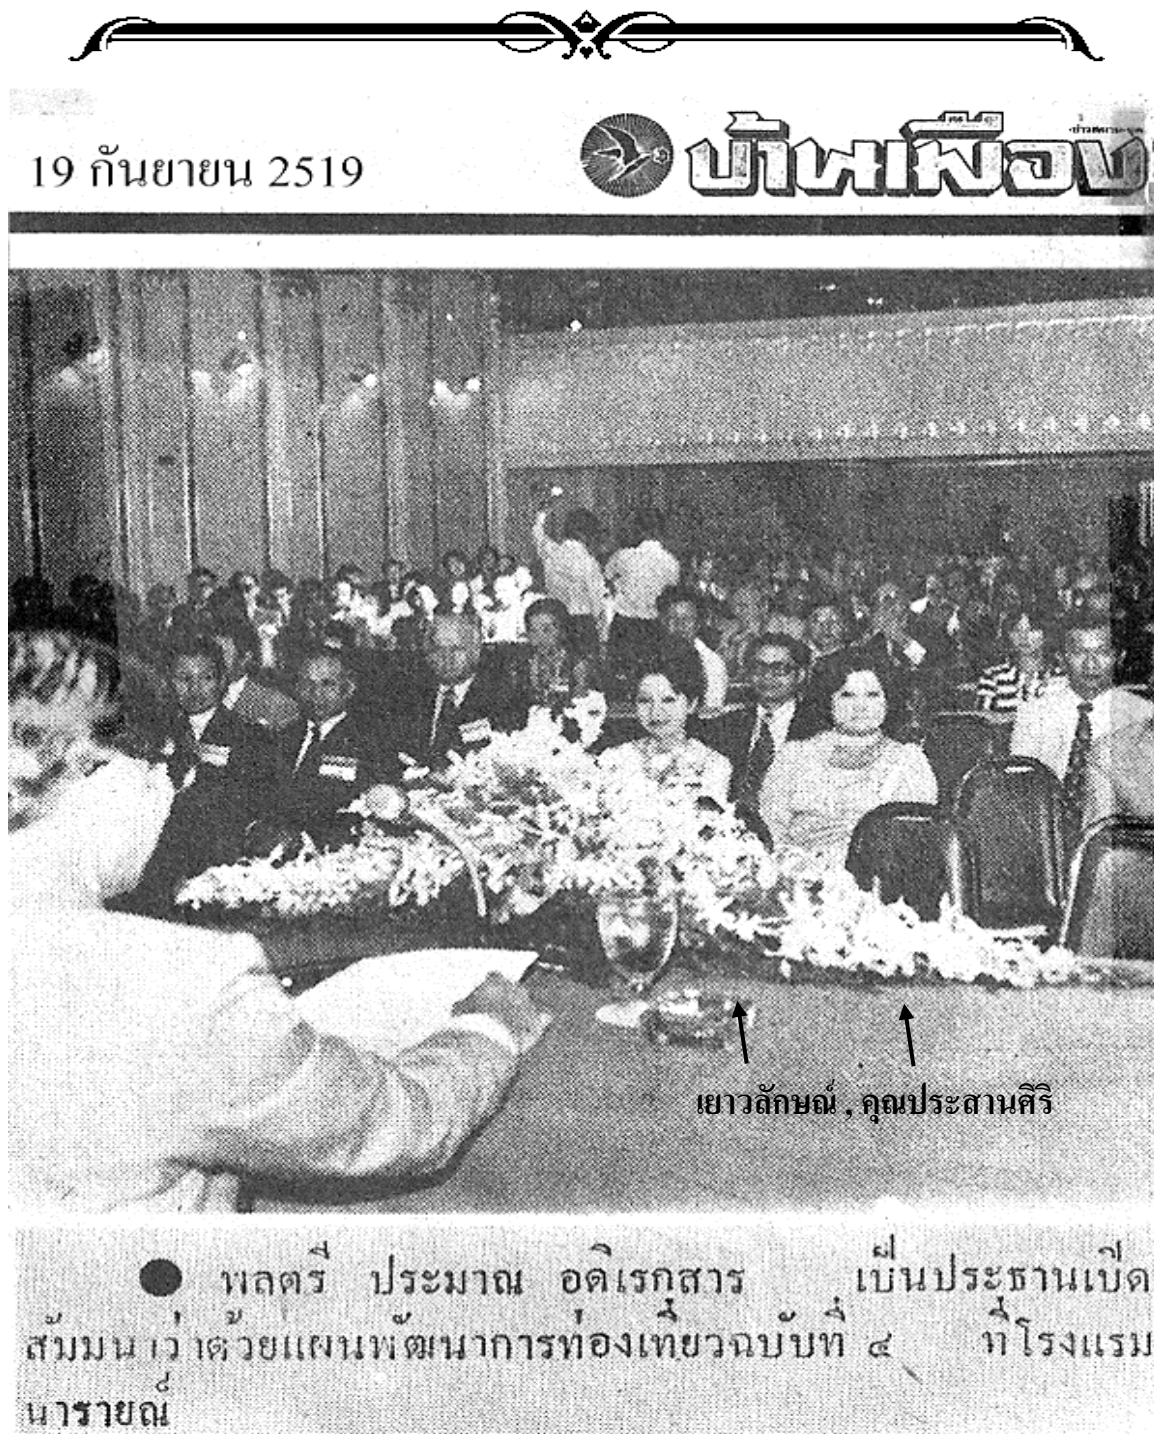 19 กันยายน 2519
บ้านเมือง
เยาวลักษณ์ , คุณประสานศิริ
● พลตรี ประมาณ อดิเรกสาร เป็นประธานเปิด
สัมมนาว่าด้วยแผนพัฒนาการท่องเที่ยวฉบับที่ ๔ ที่โรงแรม
นารายณ์